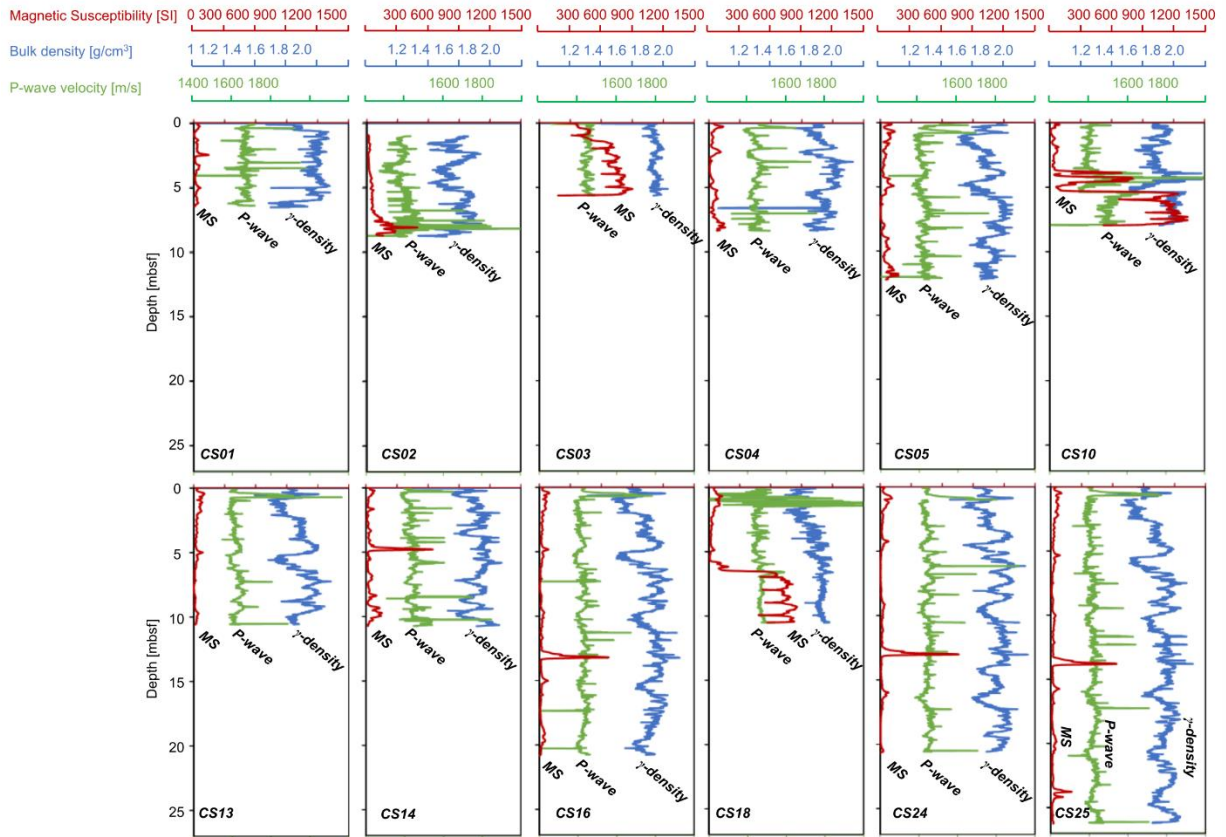 Magnetic Susceptibility [SI] 0 300 600 900 1200 1500 300 600 900 1200 1500 300 600 900 1200 1500 300 600 900 1200 1500 300 600 900 1200 1500 300 600 900 1200 1500
Bulk density [g/cm³] 1 1.2 1.4 1.6 1.8 2.0 1.2 1.4 1.6 1.8 2.0 1.2 1.4 1.6 1.8 2.0 1.2 1.4 1.6 1.8 2.0 1.2 1.4 1.6 1.8 2.0 1.2 1.4 1.6 1.8 2.0
P-wave velocity [m/s] 1400 1600 1800 1600 1800 1600 1800 1600 1800 1600 1800 1600 1800
0
5
10
15
20
25
Depth [mbsf]
MS P-wave γ-density
CS01
MS P-wave γ-density
CS02
P-wave MS γ-density
CS03
MS P-wave γ-density
CS04
MS P-wave γ-density
CS05
MS P-wave γ-density
CS10
0
5
10
15
20
25
Depth [mbsf]
MS P-wave γ-density
CS13
MS P-wave γ-density
CS14
MS P-wave γ-density
CS16
P-wave MS γ-density
CS18
MS P-wave γ-density
CS24
MS P-wave γ-density
CS25